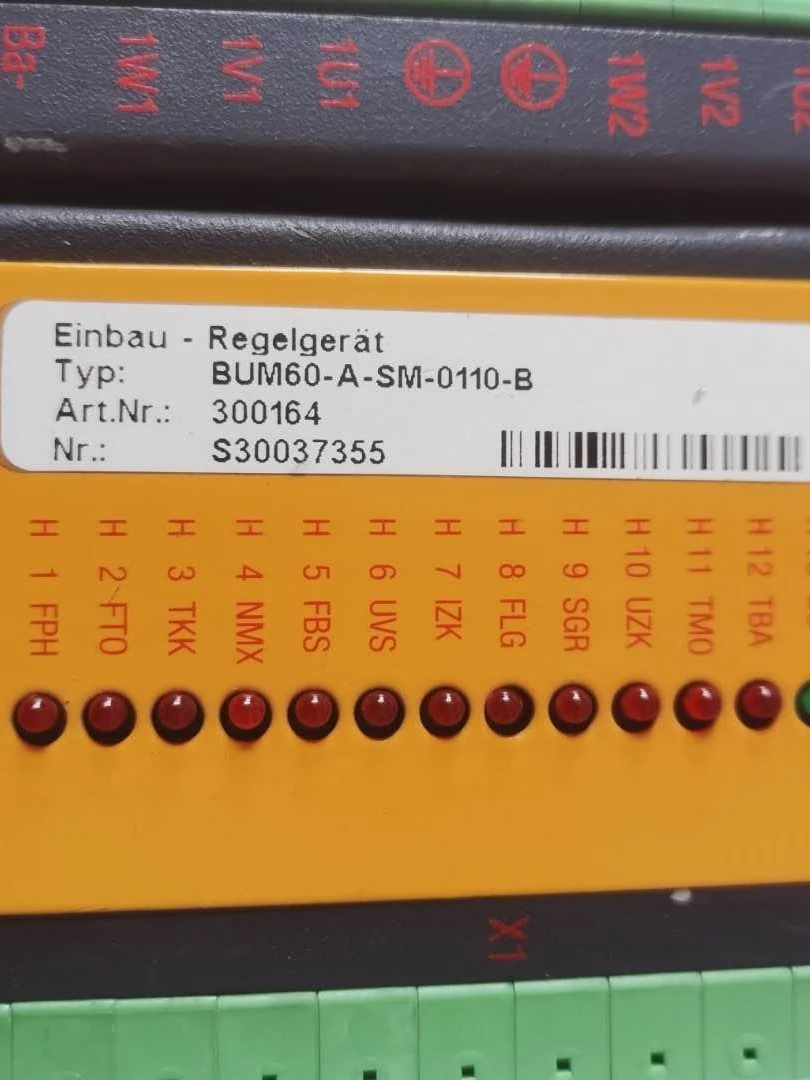 Ba-
1W1
1V1
1U1
1W2
1V2
Einbau - Regelgerät
Typ: BUM60-A-SM-0110-B
Art.Nr.: 300164
Nr.: S30037355
H 1 FPH
H 2 FTO
H 3 TKK
H 4 NMX
H 5 FBS
H 6 UVS
H 7 IZK
H 8 FLG
H 9 SGR
H 10 UZK
H 11 TMO
H 12 TBA
X1